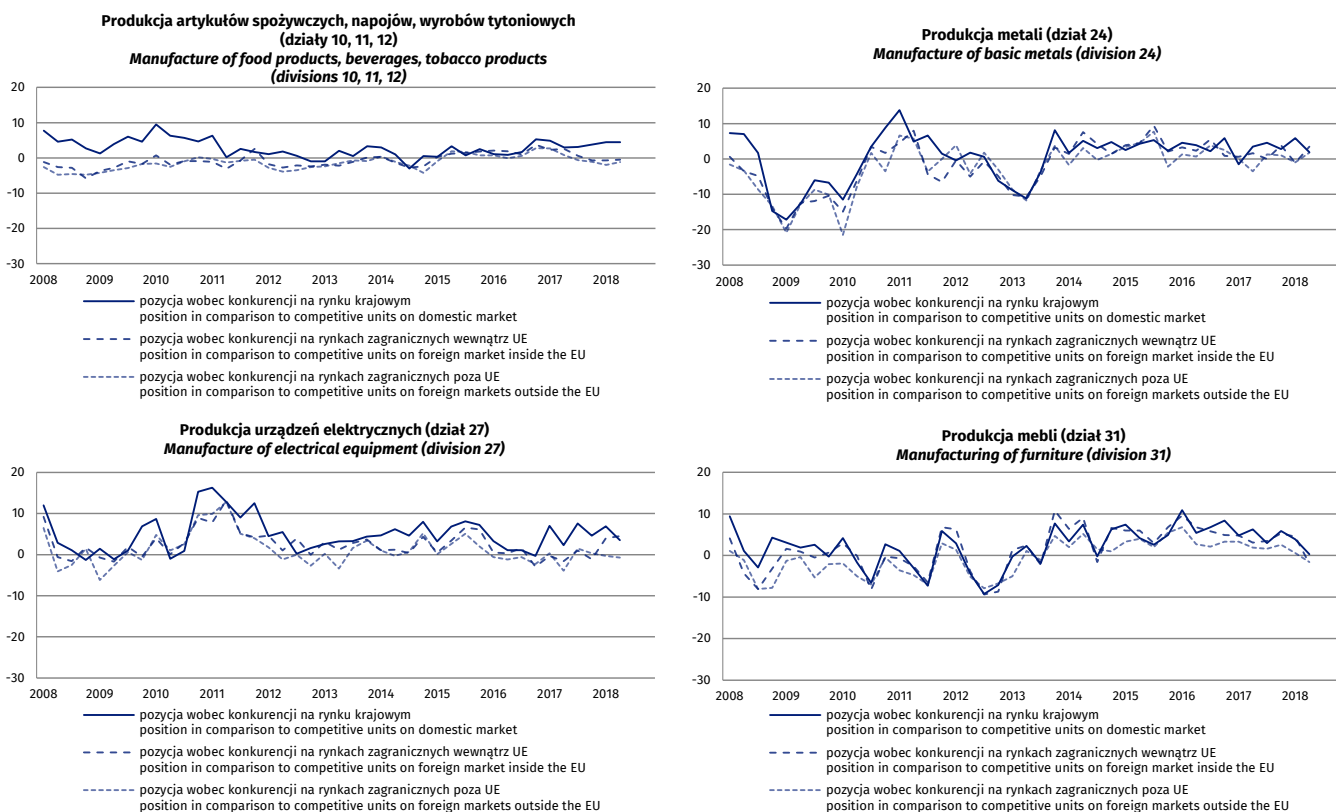 Produkcja artykułów spożywczych, napojów, wyrobów tytoniowych
(działy 10, 11, 12)
Manufacture of food products, beverages, tobacco products
(divisions 10, 11, 12)
20
10
0
-10
-20
-30
2008 2009 2010 2011 2012 2013 2014 2015 2016 2017 2018
pozycja wobec konkurencji na rynku krajowym
position in comparison to competitive units on domestic market
pozycja wobec konkurencji na rynkach zagranicznych wewnątrz UE
position in comparison to competitive units on foreign market inside the EU
pozycja wobec konkurencji na rynkach zagranicznych poza UE
position in comparison to competitive units on foreign markets outside the EU
Produkcja metali (dział 24)
Manufacture of basic metals (division 24)
20
10
0
-10
-20
-30
2008 2009 2010 2011 2012 2013 2014 2015 2016 2017 2018
pozycja wobec konkurencji na rynku krajowym
position in comparison to competitive units on domestic market
pozycja wobec konkurencji na rynkach zagranicznych wewnątrz UE
position in comparison to competitive units on foreign market inside the EU
pozycja wobec konkurencji na rynkach zagranicznych poza UE
position in comparison to competitive units on foreign markets outside the EU
Produkcja urządzeń elektrycznych (dział 27)
Manufacture of electrical equipment (division 27)
20
10
0
-10
-20
-30
2008 2009 2010 2011 2012 2013 2014 2015 2016 2017 2018
pozycja wobec konkurencji na rynku krajowym
position in comparison to competitive units on domestic market
pozycja wobec konkurencji na rynkach zagranicznych wewnątrz UE
position in comparison to competitive units on foreign market inside the EU
pozycja wobec konkurencji na rynkach zagranicznych poza UE
position in comparison to competitive units on foreign markets outside the EU
Produkcja mebli (dział 31)
Manufacturing of furniture (division 31)
20
10
0
-10
-20
-30
2008 2009 2010 2011 2012 2013 2014 2015 2016 2017 2018
pozycja wobec konkurencji na rynku krajowym
position in comparison to competitive units on domestic market
pozycja wobec konkurencji na rynkach zagranicznych wewnątrz UE
position in comparison to competitive units on foreign market inside the EU
pozycja wobec konkurencji na rynkach zagranicznych poza UE
position in comparison to competitive units on foreign markets outside the EU